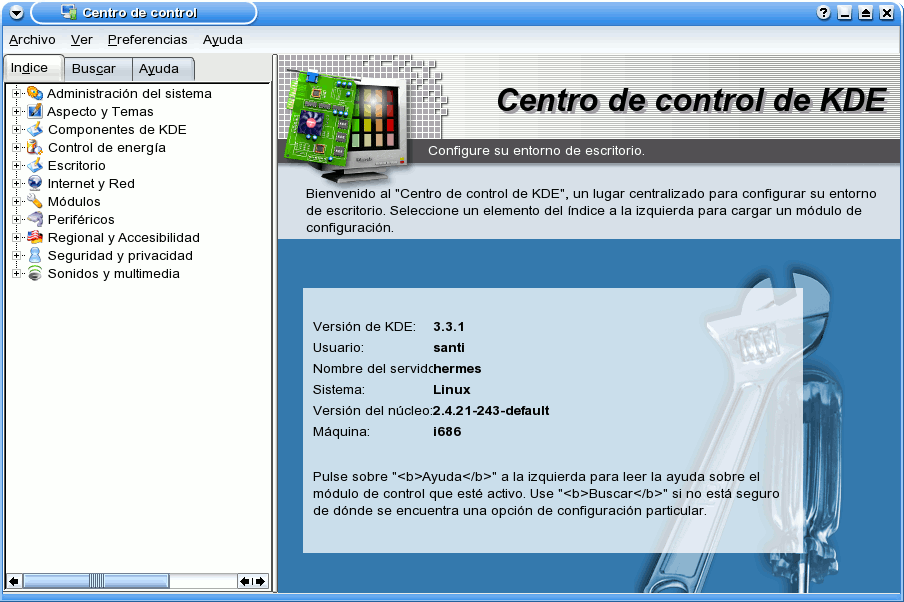 Centro de control
Archivo Ver Preferencias Ayuda
Indice Buscar Ayuda
Administración del sistema
Aspecto y Temas
Componentes de KDE
Control de energía
Escritorio
Internet y Red
Módulos
Periféricos
Regional y Accesibilidad
Seguridad y privacidad
Sonidos y multimedia
Centro de control de KDE
Configure su entorno de escritorio.
Bienvenido al "Centro de control de KDE", un lugar centralizado para configurar su entorno
de escritorio. Seleccione un elemento del índice a la izquierda para cargar un módulo de
configuración.
Versión de KDE: 3.3.1
Usuario: santi
Nombre del servido hermes
Sistema: Linux
Versión del núcleo: 2.4.21-243-default
Máquina: i686
Pulse sobre "<b>Ayuda</b>" a la izquierda para leer la ayuda sobre el
módulo de control que esté activo. Use "<b>Buscar</b>" si no está seguro
de dónde se encuentra una opción de configuración particular.